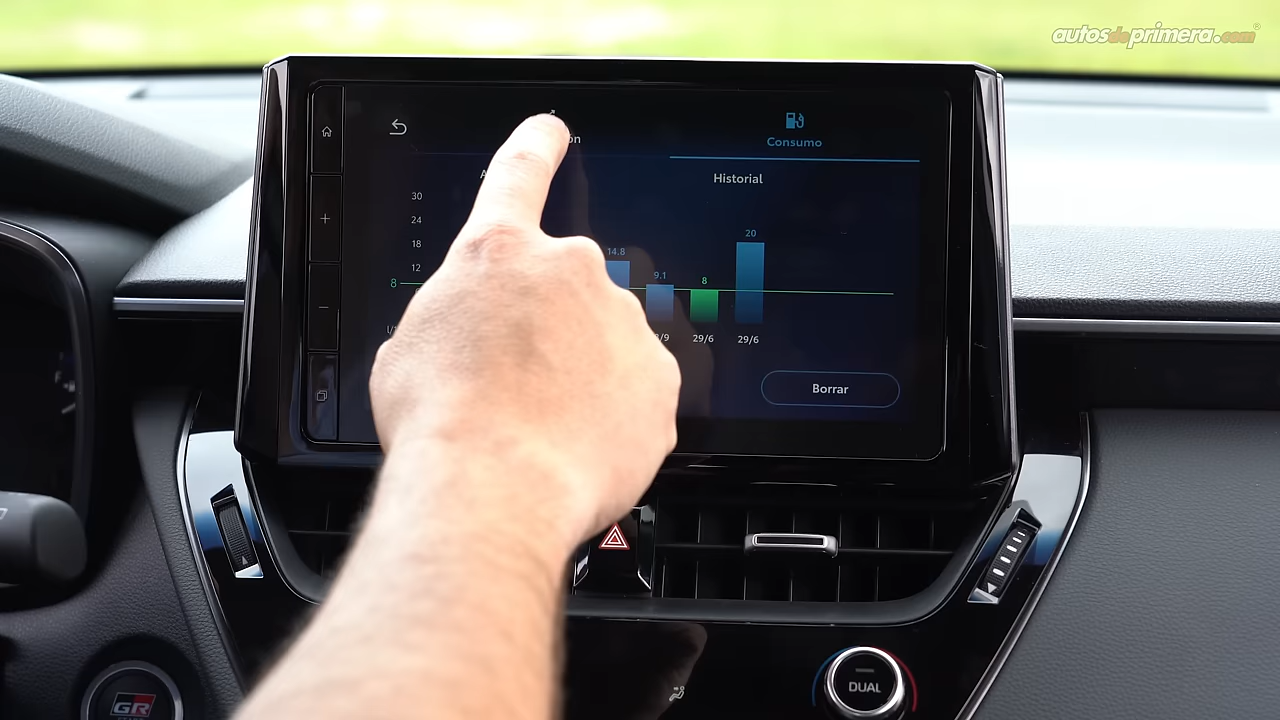 autosdeprimera.com®
Consumo
Historial
30
24
18
12
8
14.8
9.1
8
20
29/6
29/6
Borrar
DUAL
GR